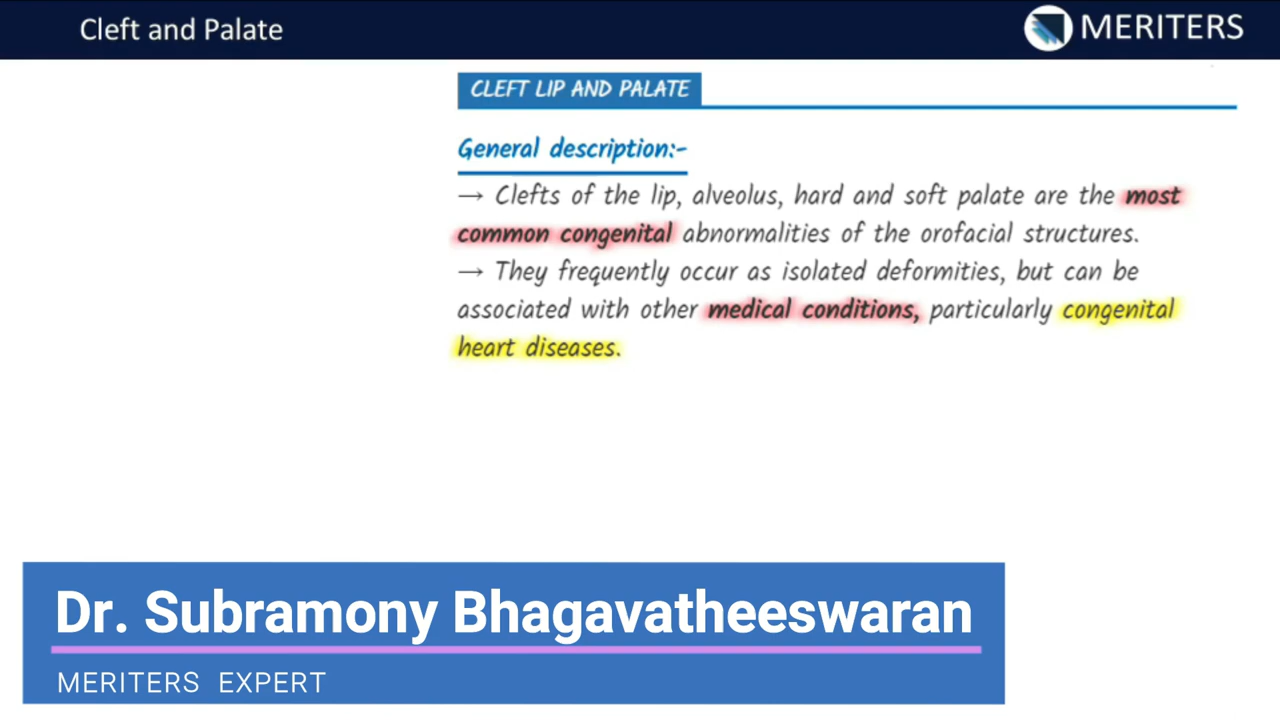 Cleft and Palate
MERITERS
CLEFT LIP AND PALATE
General description:-
→ Clefts of the lip, alveolus, hard and soft palate are the most
common congenital abnormalities of the orofacial structures.
→ They frequently occur as isolated deformities, but can be
associated with other medical conditions, particularly congenital
heart diseases.
Dr. Subramony Bhagavatheeswaran
MERITERS EXPERT